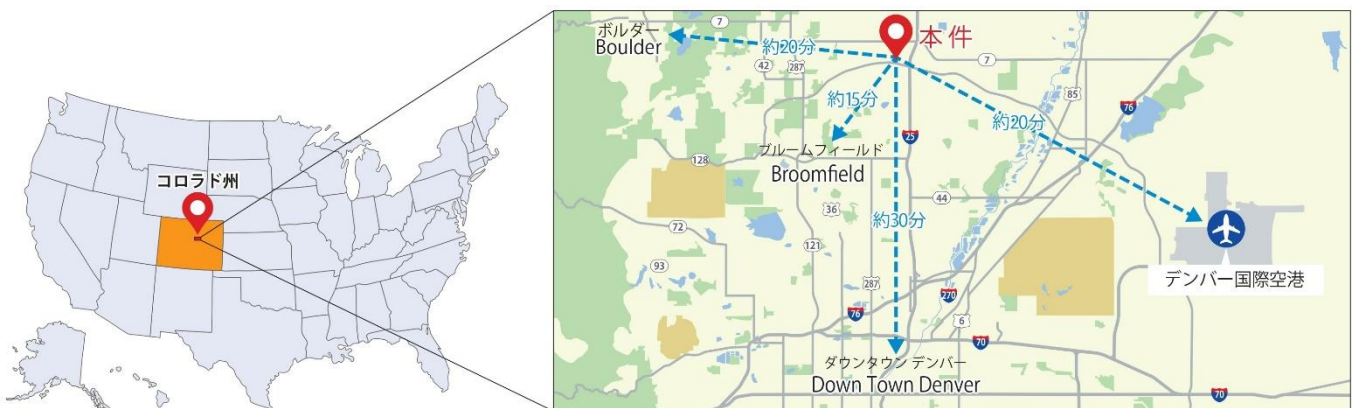 コロラド州
ボルダー
Boulder
約20分
本件
7
42
287
7
85
76
約15分
約20分
25
ブルームフィールド
Broomfield
128
44
36
約30分
72
121
93
287
270
76
6
デンバー国際空港
70
ダウンタウン デンバー
Down Town Denver
70